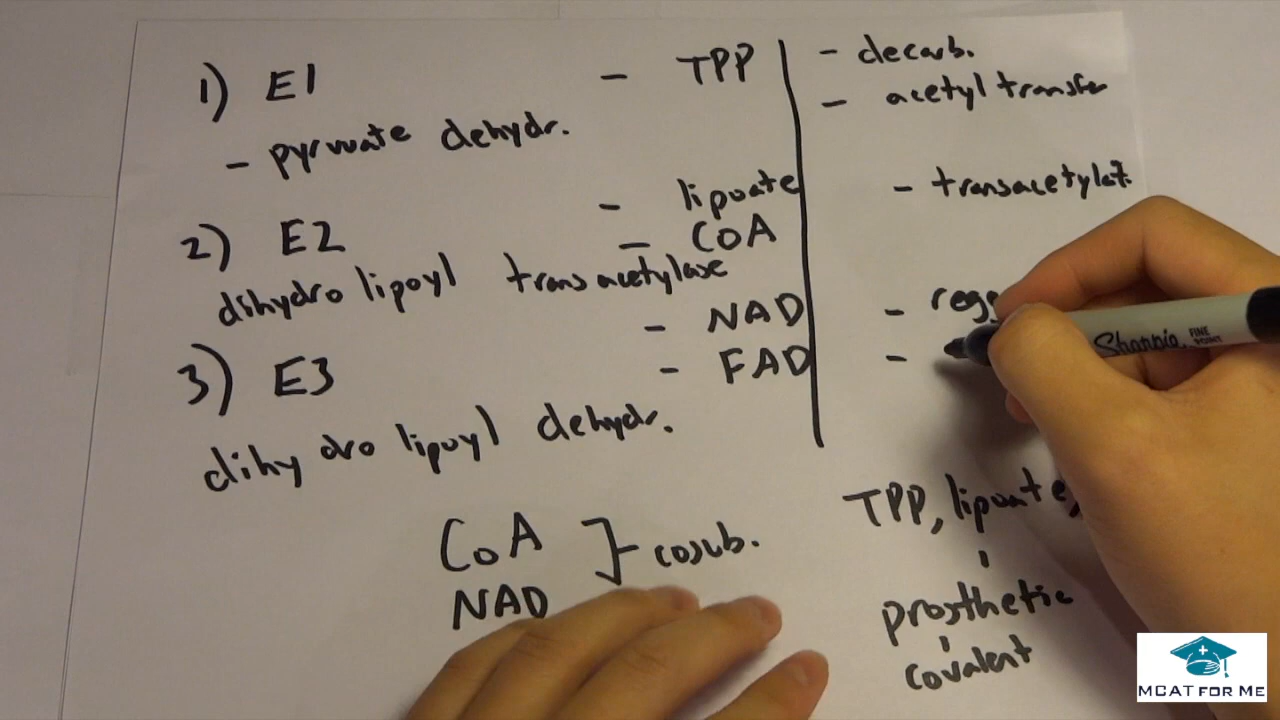 1) E1 - TPP - decarb.
- acetyl transfer
- pyruvate dehydr.
- lipoate - transacetylat.
2) E2 - CoA
dihydro lipoyl transacetylase
- NAD -
3) E3 - FAD -
dihydro lipoyl dehydr.
TPP, lipoate,
CoA } cosub.
NAD
prosthetic
covalent
Sharpie. FINE POINT
MCAT FOR ME